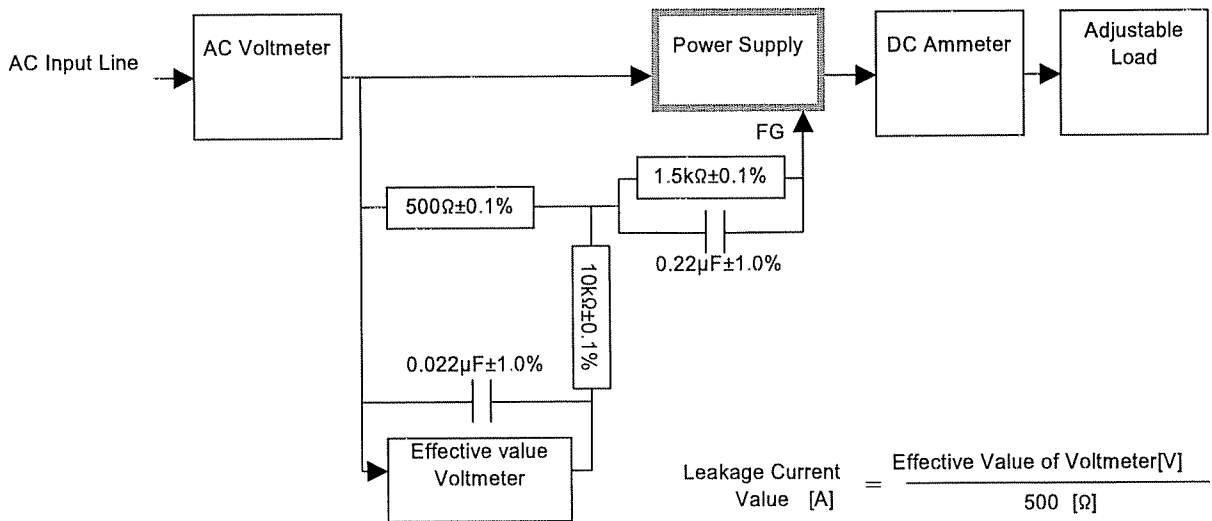 AC Input Line
AC Voltmeter
Power Supply
DC Ammeter
Adjustable
Load
FG
1.5kΩ±0.1%
500Ω±0.1%
0.22µF±1.0%
10kΩ±0.1%
0.022µF±1.0%
Effective value
Voltmeter
Leakage Current
Value [A]
=
Effective Value of Voltmeter[V]
500 [Ω]